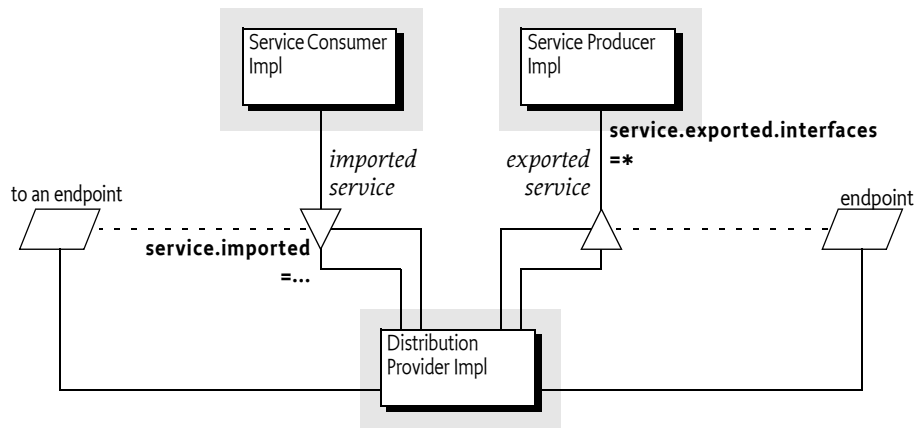 Service Consumer
Impl
Service Producer
Impl
service.exported.interfaces
=*
imported
service
exported
service
to an endpoint
endpoint
service.imported
=...
Distribution
Provider Impl